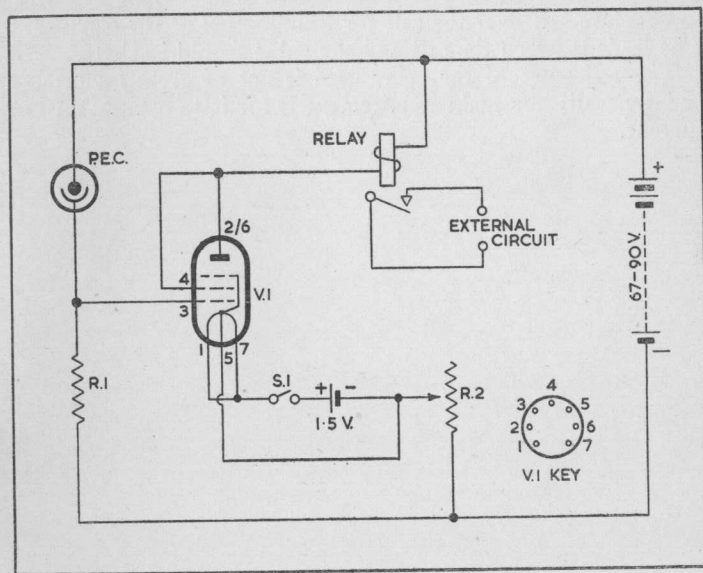 P.E.C.
RELAY
2/6
4
3
V.1
1
5
7
EXTERNAL
CIRCUIT
+
67-90V.
-
R.1
S.1
+
-
1·5 V.
R.2
4
3
5
2
6
1
7
V.1 KEY